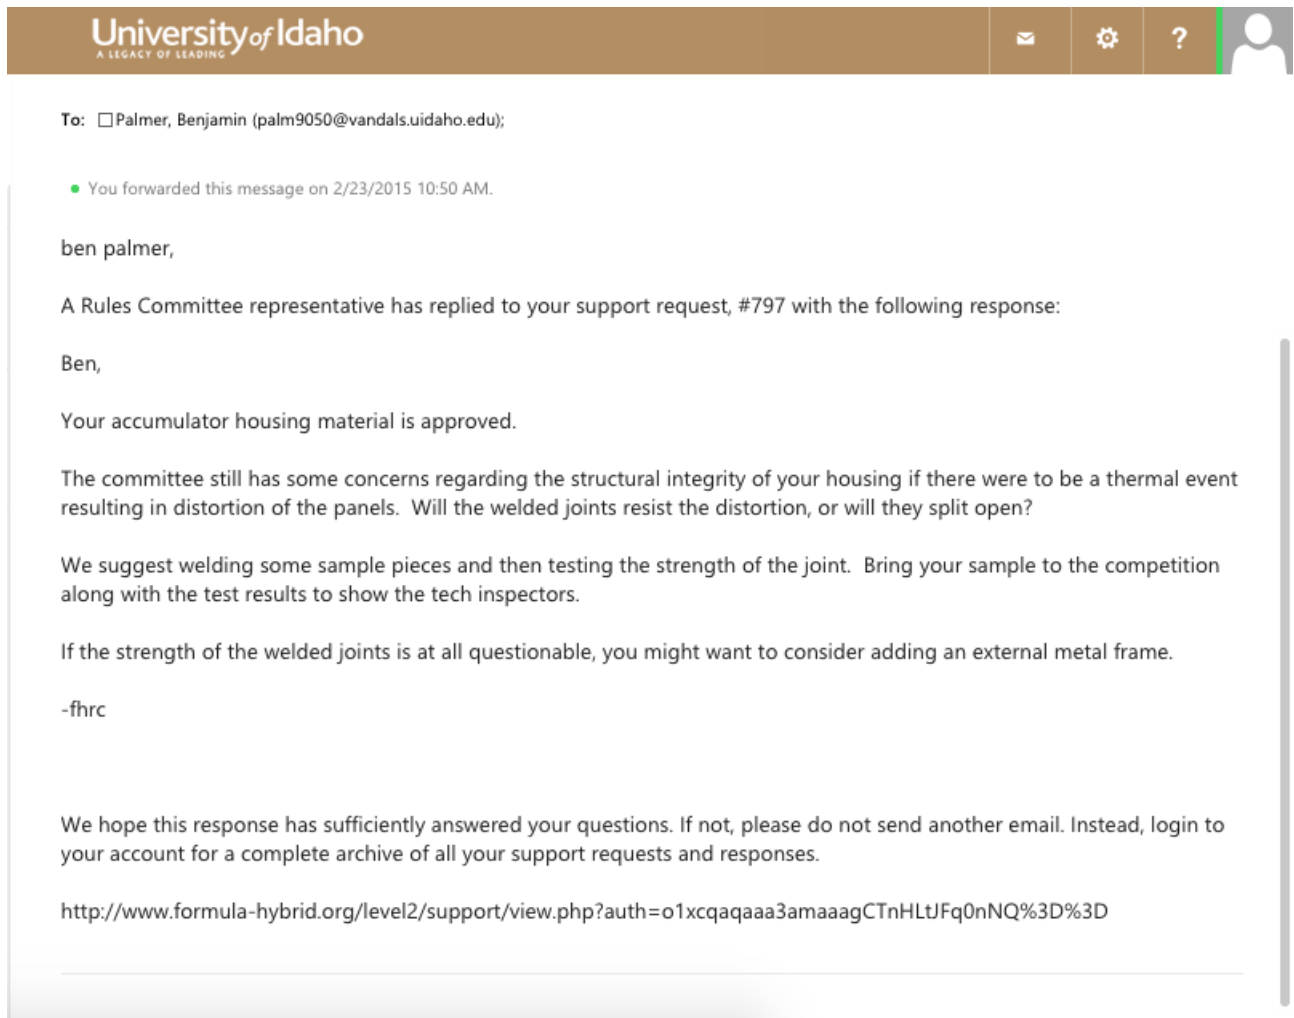 University of Idaho
A LEGACY OF LEADING
?
To: Palmer, Benjamin (palm9050@vandals.uidaho.edu);
You forwarded this message on 2/23/2015 10:50 AM.
ben palmer,
A Rules Committee representative has replied to your support request, #797 with the following response:
Ben,
Your accumulator housing material is approved.
The committee still has some concerns regarding the structural integrity of your housing if there were to be a thermal event
resulting in distortion of the panels.  Will the welded joints resist the distortion, or will they split open?
We suggest welding some sample pieces and then testing the strength of the joint.  Bring your sample to the competition
along with the test results to show the tech inspectors.
If the strength of the welded joints is at all questionable, you might want to consider adding an external metal frame.
-fhrc
We hope this response has sufficiently answered your questions. If not, please do not send another email. Instead, login to
your account for a complete archive of all your support requests and responses.
http://www.formula-hybrid.org/level2/support/view.php?auth=o1xcqaqaaa3amaaagCTnHLtJFq0nNQ%3D%3D